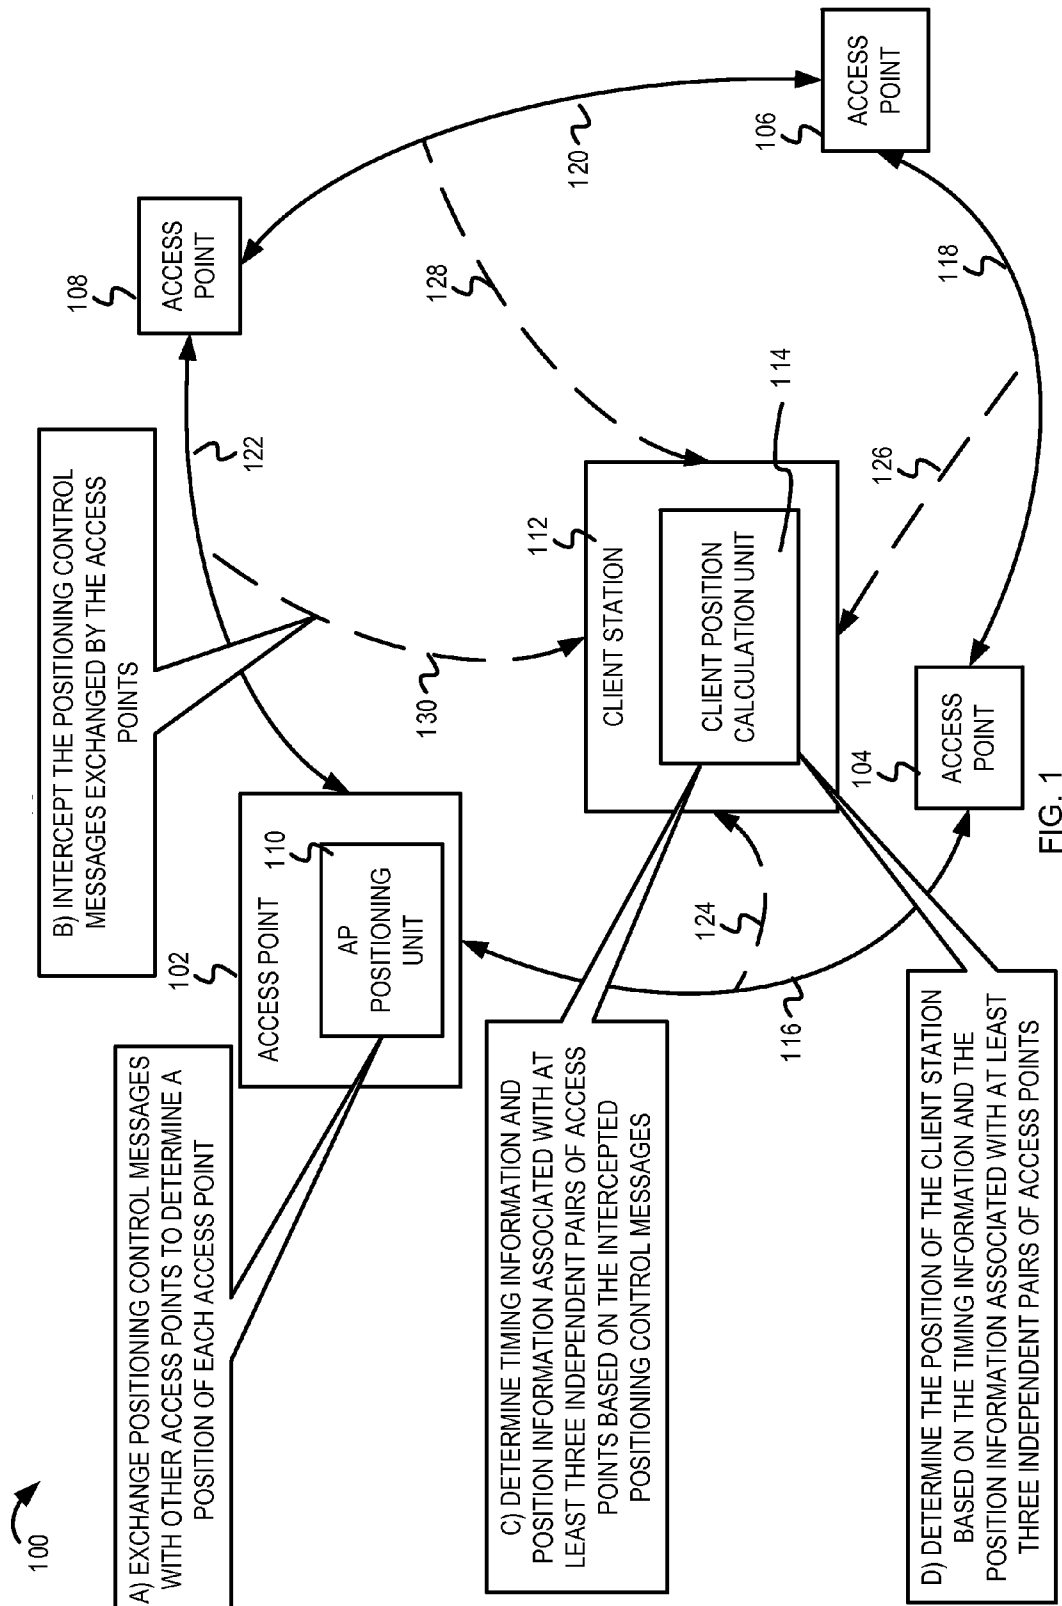 100
A) EXCHANGE POSITIONING CONTROL MESSAGES
WITH OTHER ACCESS POINTS TO DETERMINE A
POSITION OF EACH ACCESS POINT
B) INTERCEPT THE POSITIONING CONTROL
MESSAGES EXCHANGED BY THE ACCESS
POINTS
102
ACCESS POINT
110
AP
POSITIONING
UNIT
122
108
ACCESS
POINT
130
128
120
C) DETERMINE TIMING INFORMATION AND
POSITION INFORMATION ASSOCIATED WITH AT
LEAST THREE INDEPENDENT PAIRS OF ACCESS
POINTS BASED ON THE INTERCEPTED
POSITIONING CONTROL MESSAGES
112
CLIENT STATION
CLIENT POSITION
CALCULATION UNIT
114
124
116
126
118
106
ACCESS
POINT
104
ACCESS
POINT
D) DETERMINE THE POSITION OF THE CLIENT STATION
BASED ON THE TIMING INFORMATION AND THE
POSITION INFORMATION ASSOCIATED WITH AT LEAST
THREE INDEPENDENT PAIRS OF ACCESS POINTS
FIG. 1